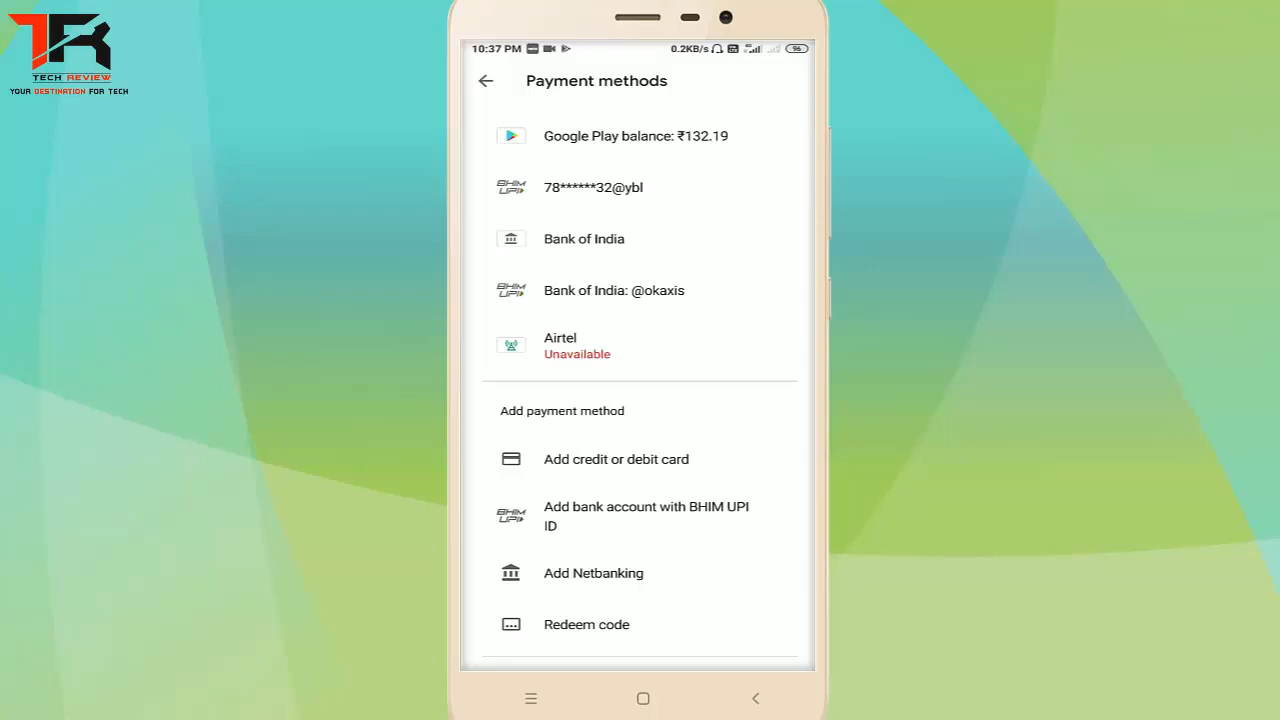 TR
TECH REVIEW
YOUR DESTINATION FOR TECH
10:37 PM 0.2KB/s 96
Payment methods
Google Play balance: ₹132.19
BHIM UPI 78******32@ybl
Bank of India
BHIM UPI Bank of India: @okaxis
Airtel
Unavailable
Add payment method
Add credit or debit card
BHIM UPI Add bank account with BHIM UPI
ID
Add Netbanking
Redeem code